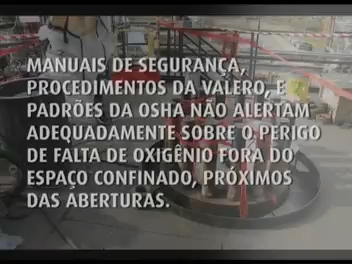 MANUAIS DE SEGURANÇA,
PROCEDIMENTOS DA VALERO, E
PADRÕES DA OSHA NÃO ALERTAM
ADEQUADAMENTE SOBRE O PERIGO
DE FALTA DE OXIGÊNIO FORA DO
ESPAÇO CONFINADO, PRÓXIMOS
DAS ABERTURAS.